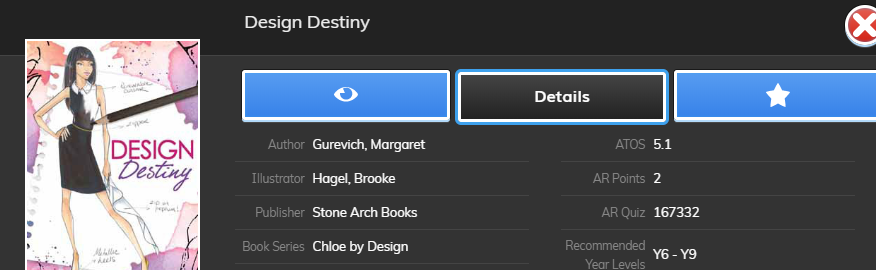 Design Destiny
Details
DESIGN
Destiny
Author Gurevich, Margaret
Illustrator Hagel, Brooke
Publisher Stone Arch Books
Book Series Chloe by Design
ATOS 5.1
AR Points 2
AR Quiz 167332
Recommended
Year Levels Y6 - Y9